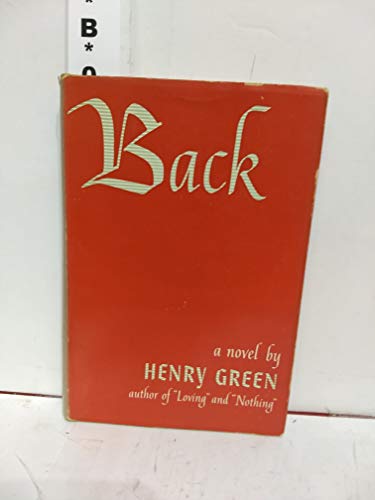 *
B
*
Back
a novel by
HENRY GREEN
author of "Loving" and "Nothing"